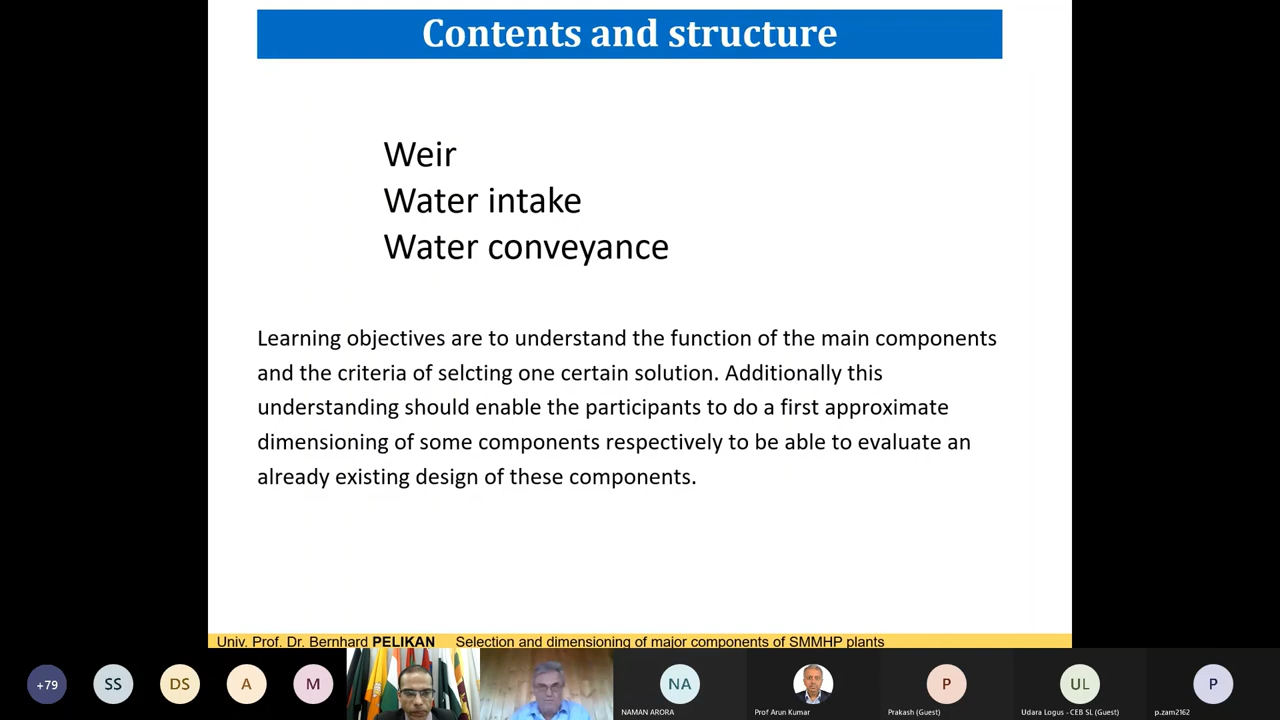 Contents and structure
Weir
Water intake
Water conveyance
Learning objectives are to understand the function of the main components
and the criteria of selcting one certain solution. Additionally this
understanding should enable the participants to do a first approximate
dimensioning of some components respectively to be able to evaluate an
already existing design of these components.
Univ. Prof. Dr. Bernhard PELIKAN Selection and dimensioning of major components of SMMHP plants
+79 SS DS A M NA P UL P
NAMAN ARORA Prof Arun Kumar Prakash (Guest) Udara Logus - CEB SL (Guest) p.zam2162